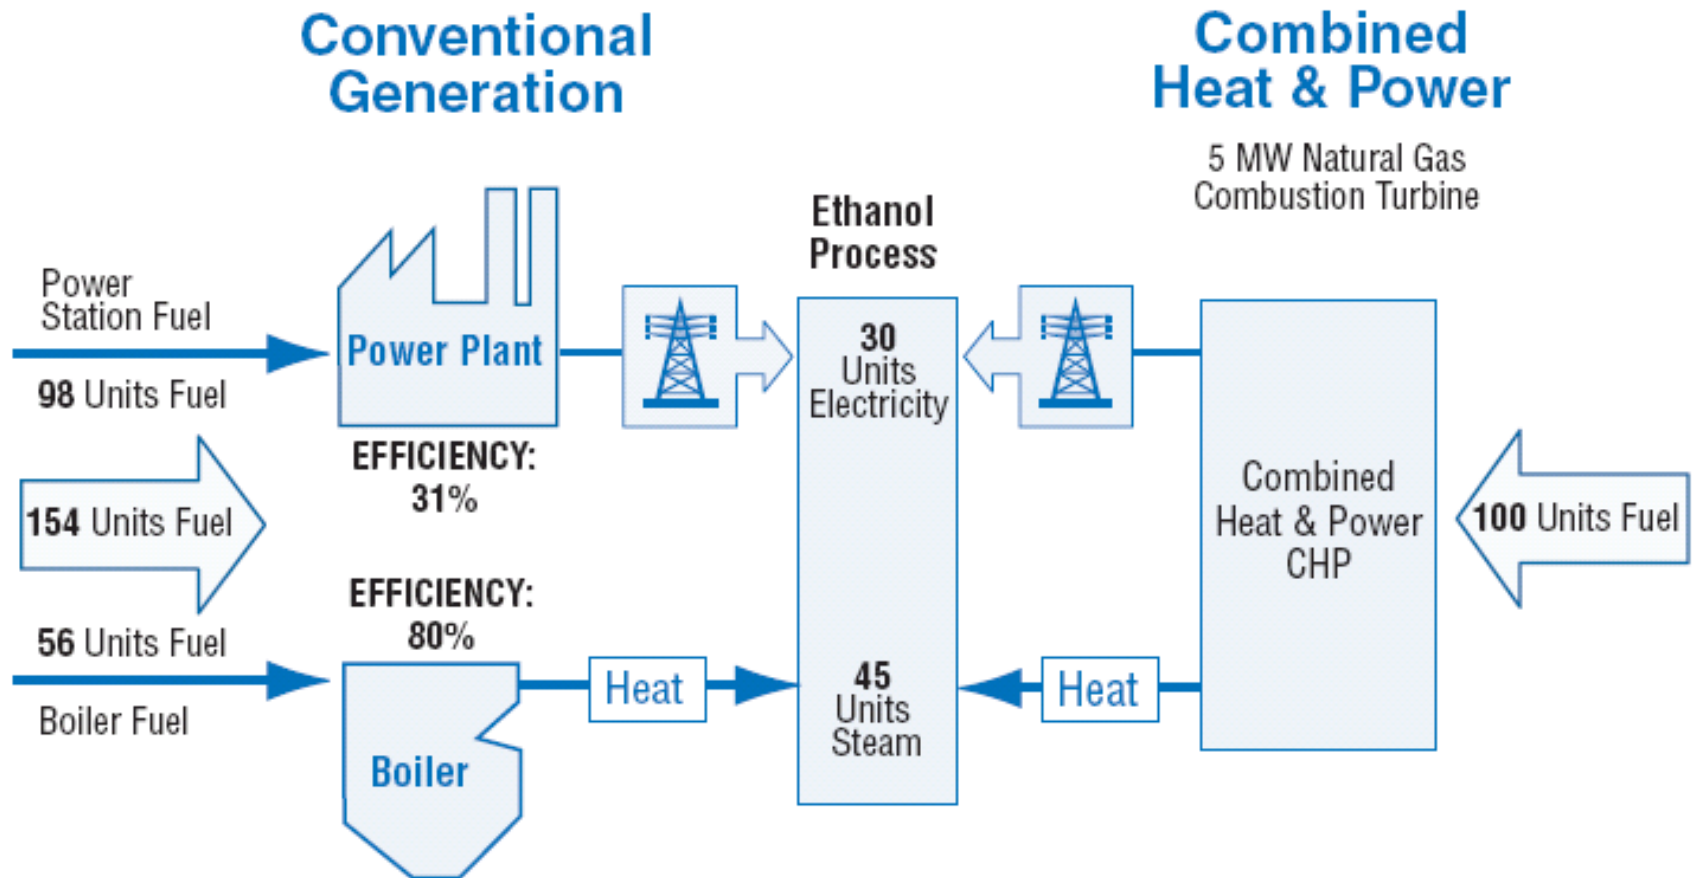 Conventional
Generation
Combined
Heat & Power
5 MW Natural Gas
Combustion Turbine
Ethanol
Process
Power
Station Fuel
98 Units Fuel
Power Plant
EFFICIENCY:
31%
30
Units
Electricity
154 Units Fuel
Combined
Heat & Power
CHP
100 Units Fuel
EFFICIENCY:
80%
56 Units Fuel
Boiler Fuel
Boiler
Heat
45
Units
Steam
Heat